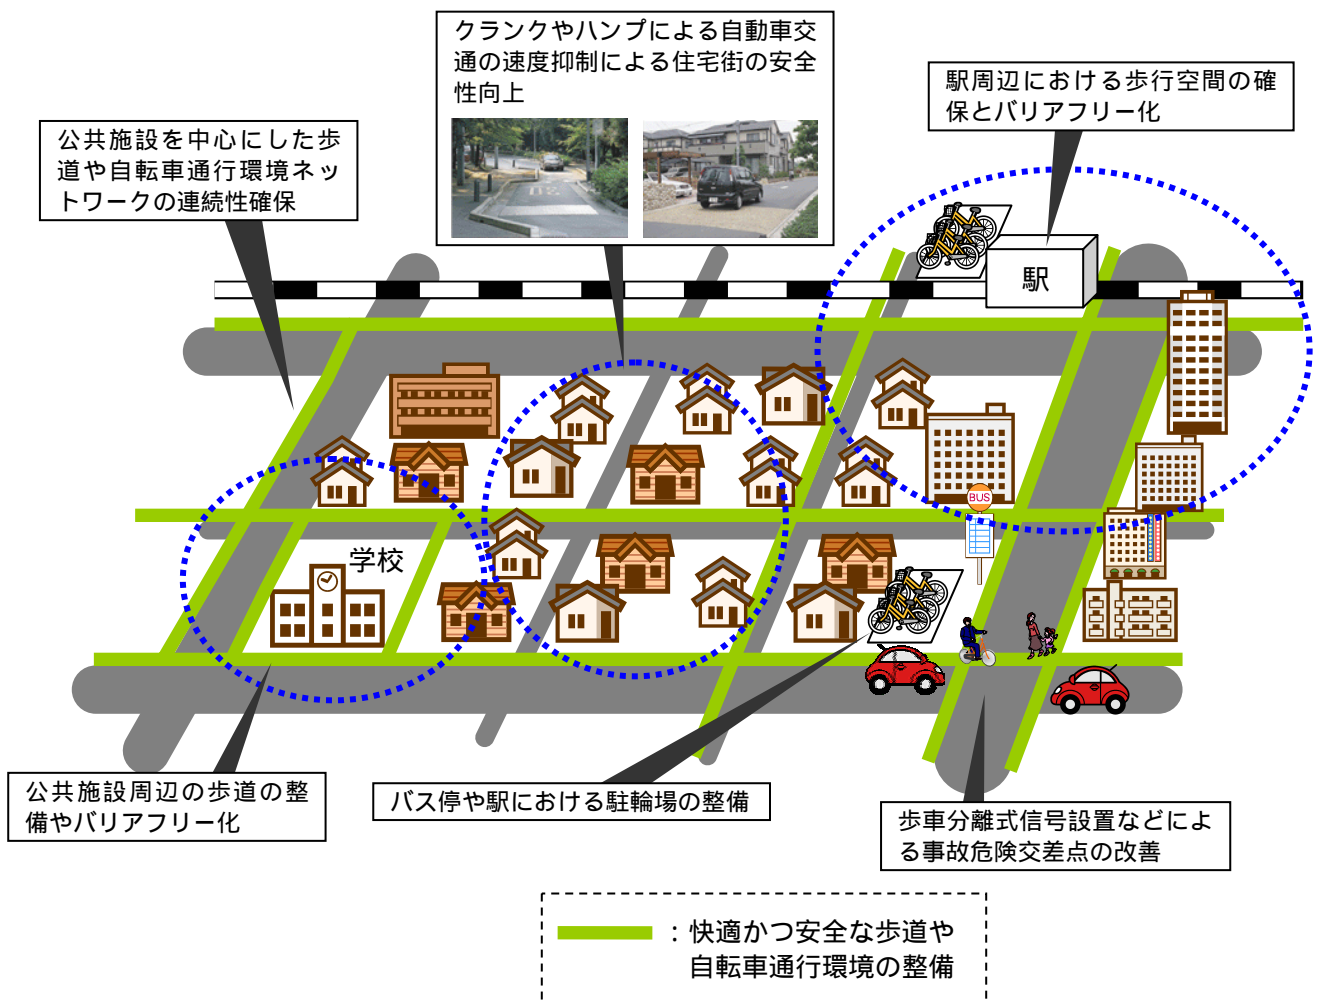 クランクやハンプによる自動車交
通の速度抑制による住宅街の安全
性向上
駅周辺における歩行空間の確
保とバリアフリー化
公共施設を中心にした歩
道や自転車通行環境ネッ
トワークの連続性確保
駅
BUS
学校
公共施設周辺の歩道の整
備やバリアフリー化
バス停や駅における駐輪場の整備
歩車分離式信号設置などによ
る事故危険交差点の改善
：快適かつ安全な歩道や
自転車通行環境の整備